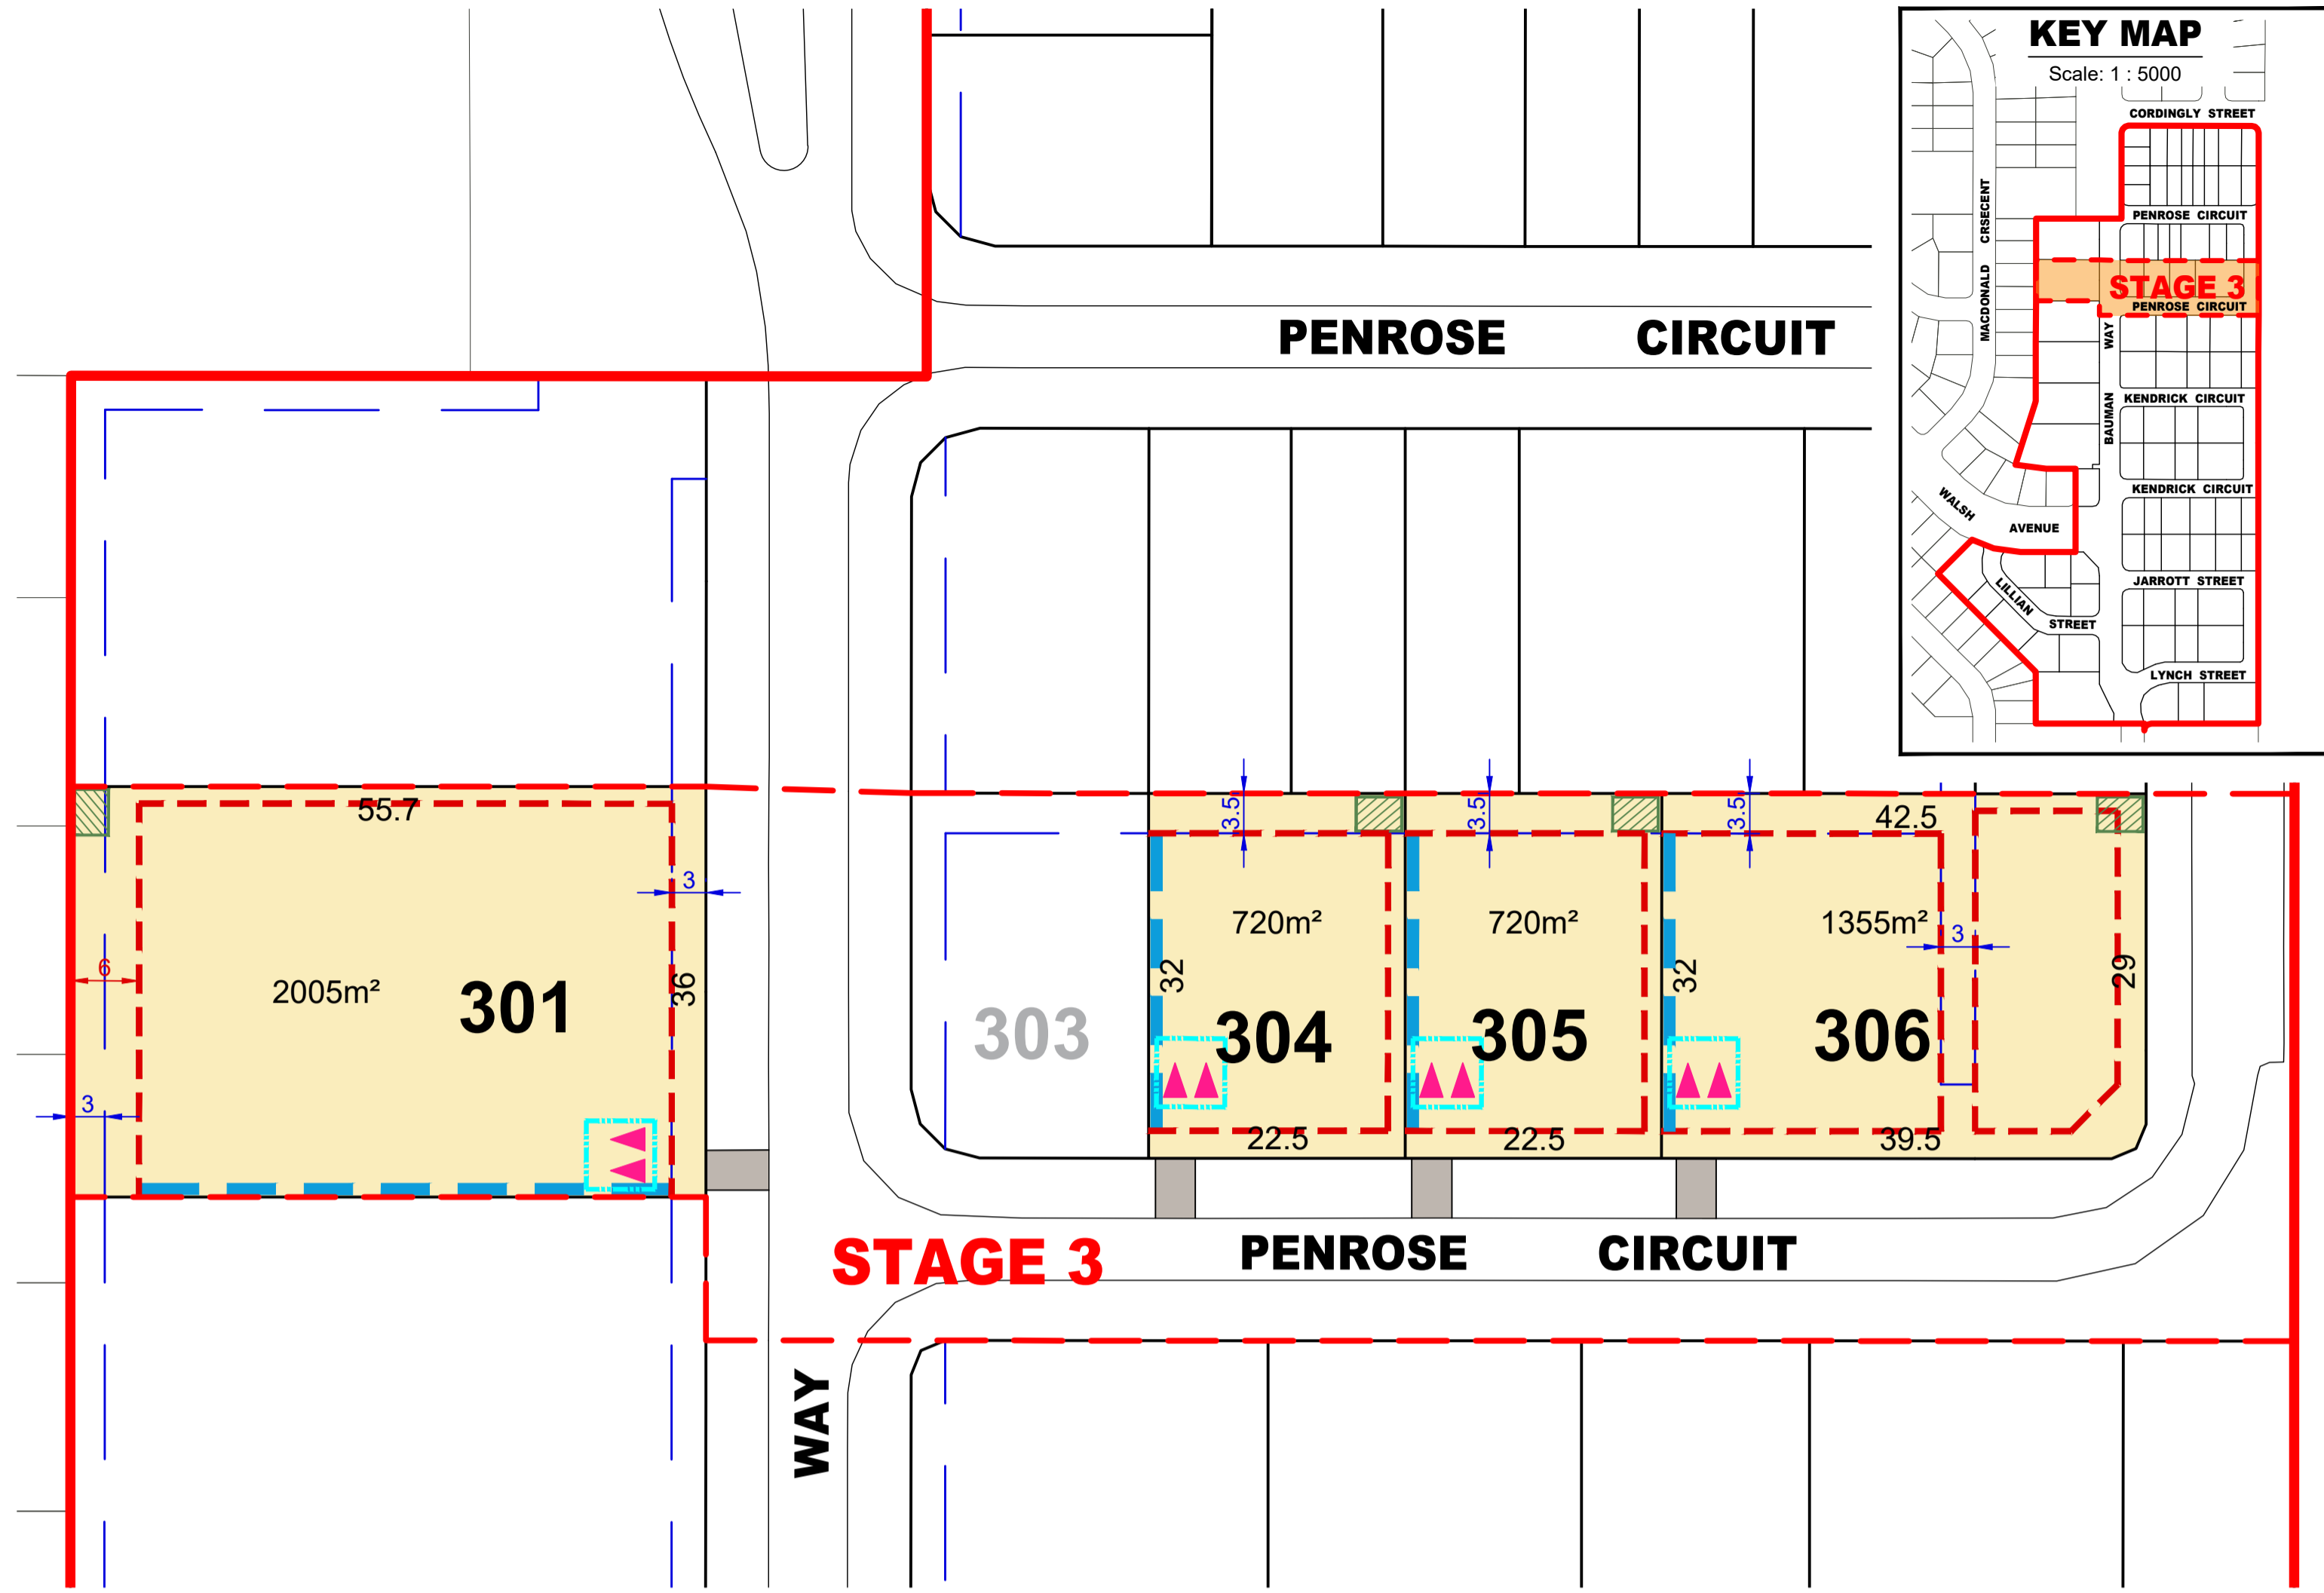 KEY MAP
Scale: 1 : 5000
CORDINGLY STREET
PENROSE CIRCUIT
STAGE 3
PENROSE CIRCUIT
MACDONALD CRSECENT
BAUMAN WAY
KENDRICK CIRCUIT
KENDRICK CIRCUIT
WALSH AVENUE
JARROTT STREET
LILLIAN STREET
LYNCH STREET
PENROSE CIRCUIT
55.7
3
6
2005m²
301
36
3
303
3.5
720m²
32
304
22.5
3.5
720m²
305
22.5
3.5
42.5
1355m²
32
3
306
29
39.5
STAGE 3
PENROSE CIRCUIT
WAY